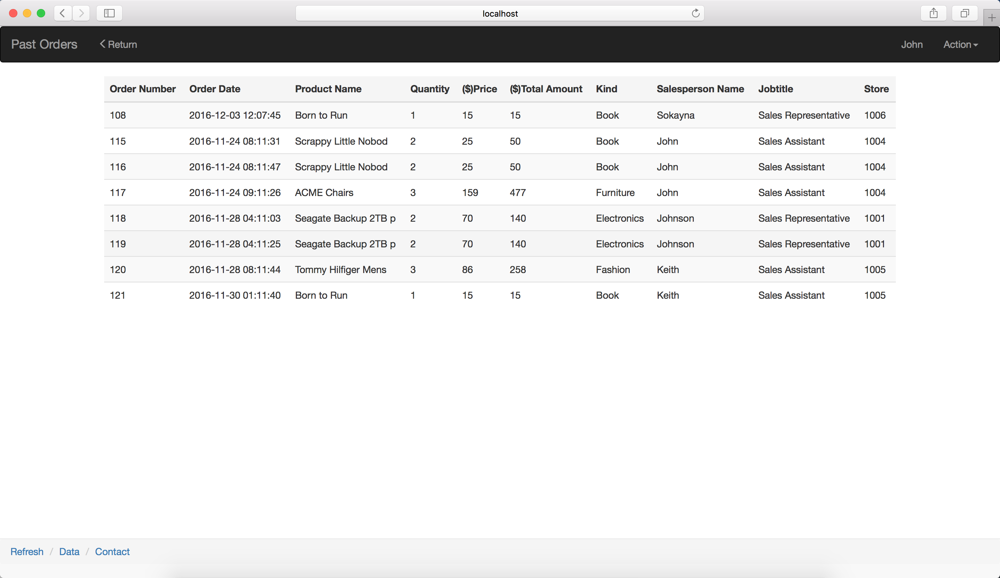 localhost
Past Orders Return John Action
Order Number Order Date Product Name Quantity ($)Price ($)Total Amount Kind Salesperson Name Jobtitle Store
108 2016-12-03 12:07:45 Born to Run 1 15 15 Book Sokayna Sales Representative 1006
115 2016-11-24 08:11:31 Scrappy Little Nobod 2 25 50 Book John Sales Assistant 1004
116 2016-11-24 08:11:47 Scrappy Little Nobod 2 25 50 Book John Sales Assistant 1004
117 2016-11-24 09:11:26 ACME Chairs 3 159 477 Furniture John Sales Assistant 1004
118 2016-11-28 04:11:03 Seagate Backup 2TB p 2 70 140 Electronics Johnson Sales Representative 1001
119 2016-11-28 04:11:25 Seagate Backup 2TB p 2 70 140 Electronics Johnson Sales Representative 1001
120 2016-11-28 08:11:44 Tommy Hilfiger Mens 3 86 258 Fashion Keith Sales Assistant 1005
121 2016-11-30 01:11:40 Born to Run 1 15 15 Book Keith Sales Assistant 1005
Refresh / Data / Contact